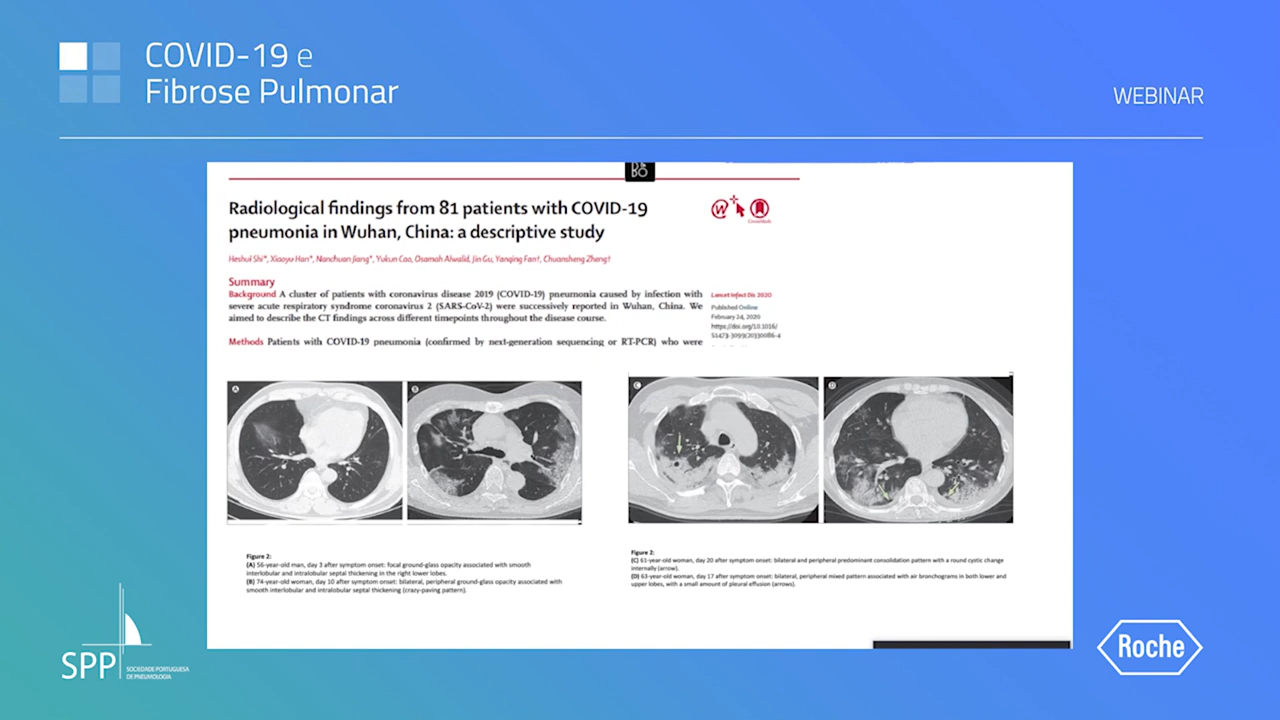 COVID-19 e
Fibrose Pulmonar
WEBINAR
Radiological findings from 81 patients with COVID-19
pneumonia in Wuhan, China: a descriptive study
Heshui Shi*, Xiaoyu Han*, Nanchuan Jiang*, Yukun Cao, Osamah Alwalid, Jin Gu, Yanqing Fan†, Chuansheng Zheng†
Summary
Background A cluster of patients with coronavirus disease 2019 (COVID-19) pneumonia caused by infection with
severe acute respiratory syndrome coronavirus 2 (SARS-CoV-2) were successively reported in Wuhan, China. We
aimed to describe the CT findings across different timepoints throughout the disease course.
Methods Patients with COVID-19 pneumonia (confirmed by next-generation sequencing or RT-PCR) who were
Lancet Infect Dis 2020
Published Online
February 24, 2020
https://doi.org/10.1016/
S1473-3099(20)30086-4
A
B
C
D
Figure 2:
(A) 56-year-old man, day 3 after symptom onset: focal ground-glass opacity associated with smooth
interlobular and intralobular septal thickening in the right lower lobes.
(B) 74-year-old woman, day 10 after symptom onset: bilateral, peripheral ground-glass opacity associated with
smooth interlobular and intralobular septal thickening (crazy-paving pattern).
Figure 2:
(C) 61-year-old woman, day 20 after symptom onset: bilateral and peripheral predominant consolidation pattern with a round cystic change
internally (arrow).
(D) 63-year-old woman, day 17 after symptom onset: bilateral, peripheral mixed pattern associated with air bronchograms in both lower and
upper lobes, with a small amount of pleural effusion (arrows).
SPP
SOCIEDADE PORTUGUESA
DE PNEUMOLOGIA
Roche